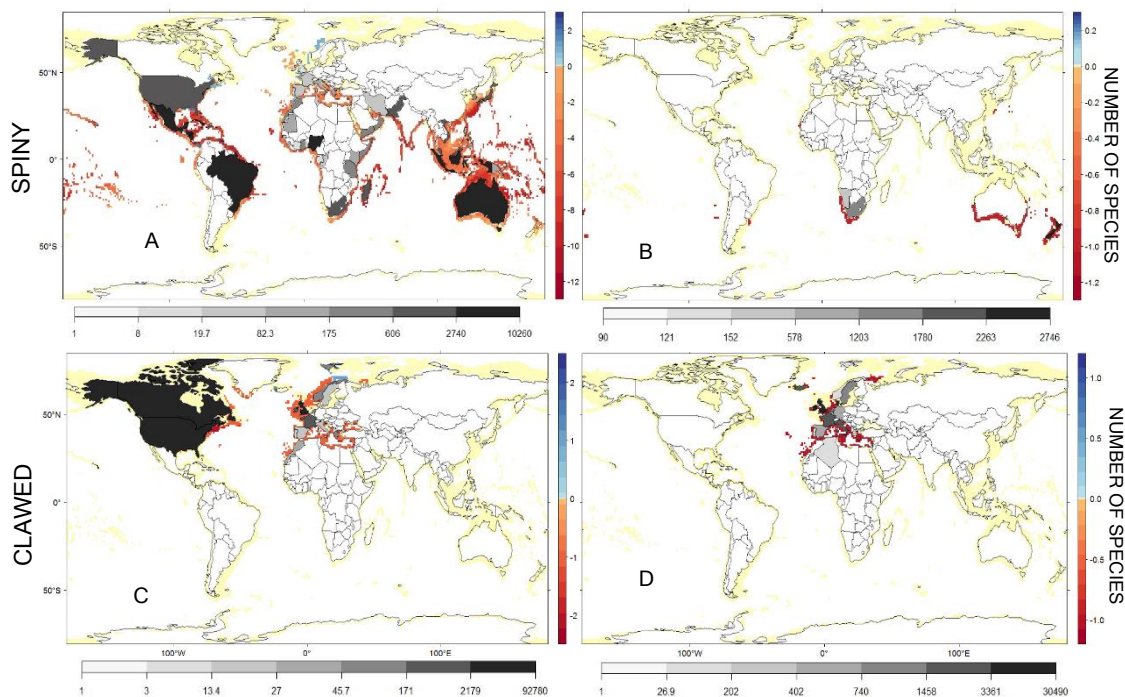 SPINY
50°N
0°
50°S
A
0
-2
-4
-6
-8
-10
-12
1 8 19.7 82.3 175 606 2740 10260
B
0.2
0.0
-0.2
-0.4
-0.6
-0.8
-1.0
-1.2
NUMBER OF SPECIES
90 121 152 578 1203 1780 2263 2746
CLAWED
50°N
0°
50°S
C
2
1
0
-1
-2
100°W 0° 100°E
1 3 13.4 27 45.7 171 2179 92780
D
1.0
0.5
0.0
-0.5
-1.0
NUMBER OF SPECIES
100°W 0° 100°E
1 26.9 202 402 740 1458 3361 30490